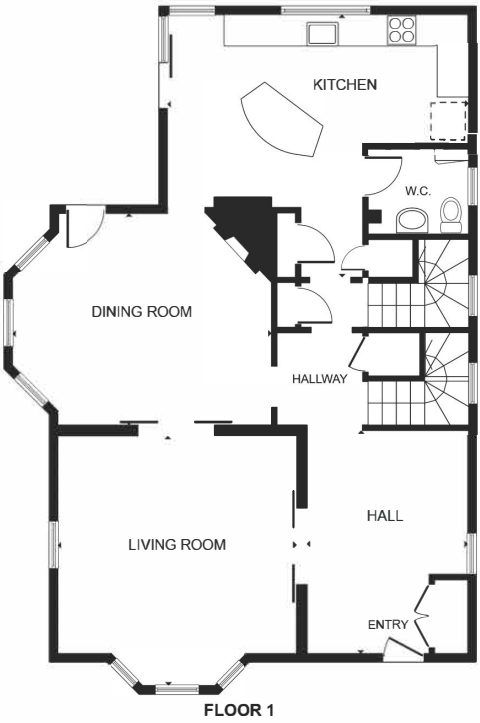 KITCHEN
W.C.
DINING ROOM
HALLWAY
HALL
LIVING ROOM
ENTRY
FLOOR 1